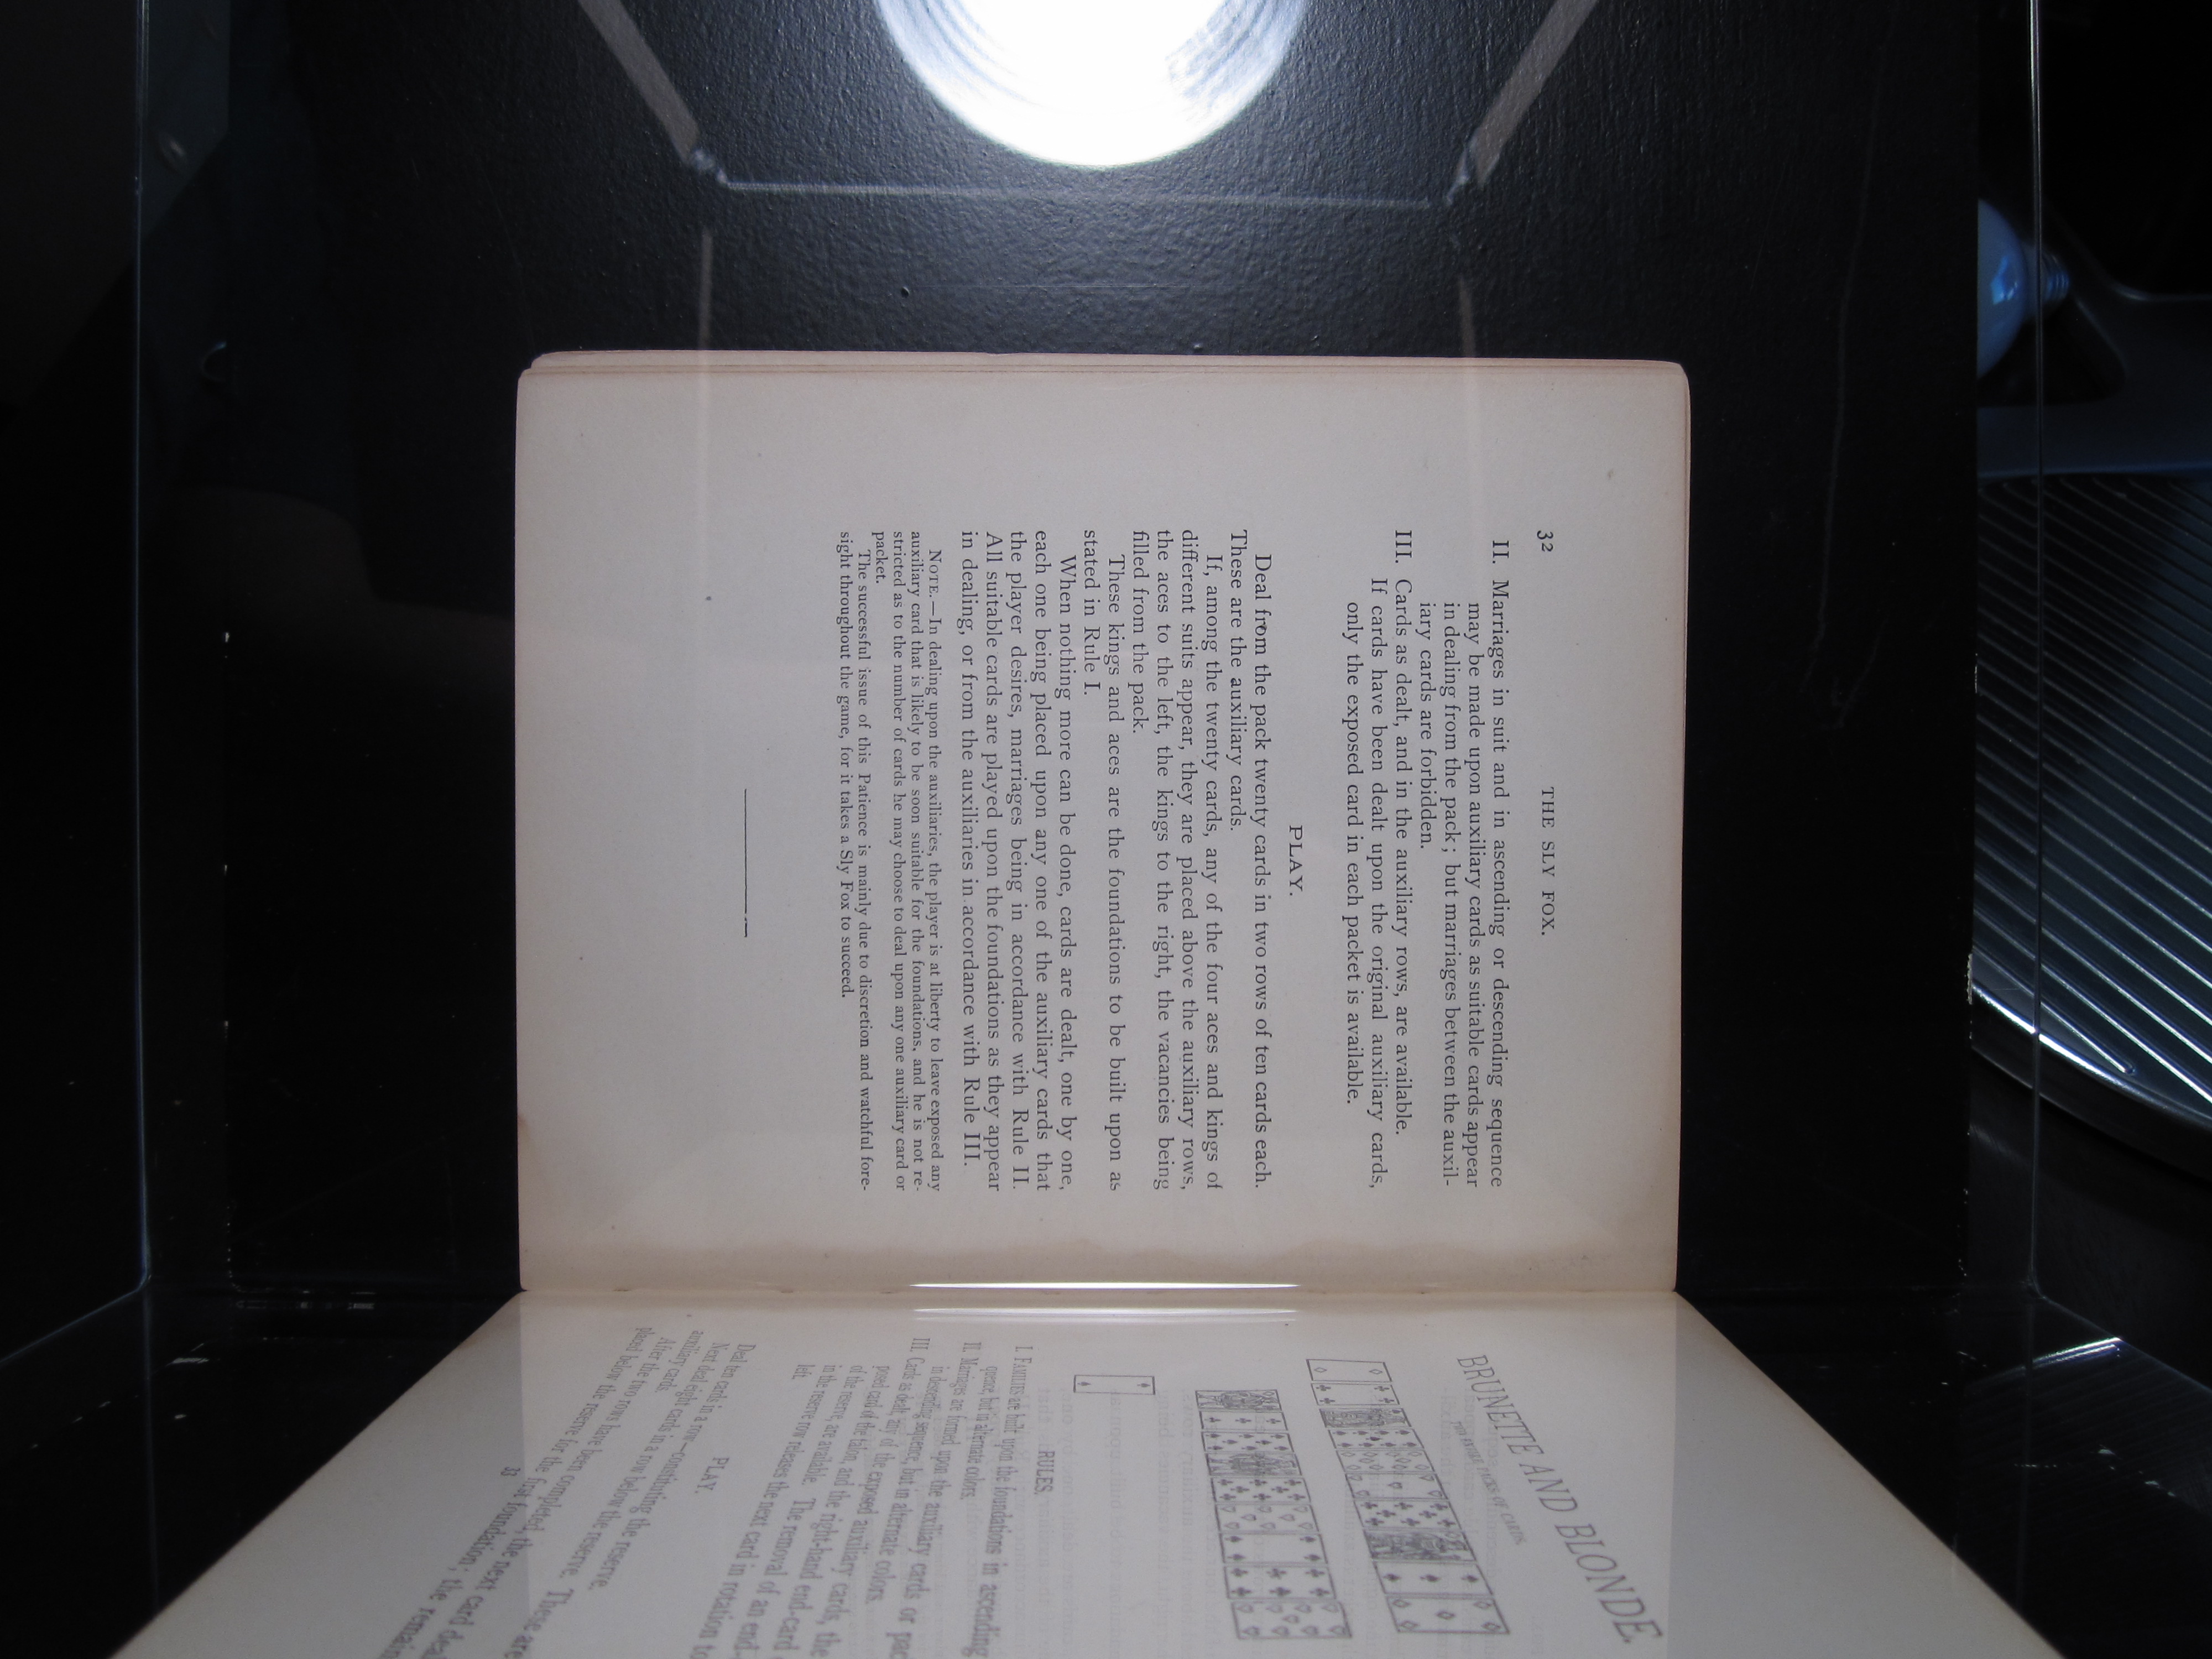 32
THE SLY FOX.
II. Marriages in suit and in ascending or descending sequence
may be made upon auxiliary cards as suitable cards appear
in dealing from the pack; but marriages between the auxil-
iary cards are forbidden.
III. Cards as dealt, and in the auxiliary rows, are available.
If cards have been dealt upon the original auxiliary cards,
only the exposed card in each packet is available.
PLAY.
Deal from the pack twenty cards in two rows of ten cards each.
These are the auxiliary cards.
If, among the twenty cards, any of the four aces and kings of
different suits appear, they are placed above the auxiliary rows,
the aces to the left, the kings to the right, the vacancies being
filled from the pack.
These kings and aces are the foundations to be built upon as
stated in Rule I.
When nothing more can be done, cards are dealt, one by one,
each one being placed upon any one of the auxiliary cards that
the player desires, marriages being in accordance with Rule II.
All suitable cards are played upon the foundations as they appear
in dealing, or from the auxiliaries in accordance with Rule III.
NOTE.—In dealing upon the auxiliaries, the player is at liberty to leave exposed any
auxiliary card that is likely to be soon suitable for the foundations, and he is not re-
stricted as to the number of cards he may choose to deal upon any one auxiliary card or
packet.
The successful issue of this Patience is mainly due to discretion and watchful fore-
sight throughout the game, for it takes a Sly Fox to succeed.
BRUNETTE AND BLONDE.
TWO ENTIRE PACKS OF CARDS.
RULES.
I. FAMILIES are built upon the foundations in ascending
quence, but in alternate colors.
II. Marriages are formed upon the auxiliary cards or pac
in descending sequence, but in alternate colors.
III. Cards as dealt, any of the exposed auxiliary cards, the
posed card of the talon, and the right-hand end-card
of the reserve, are available. The removal of an end-
in the reserve row releases the next card in rotation to
left.
PLAY.
Deal ten cards in a row—constituting the reserve.
Next deal eight cards in a row below the reserve. These are
auxiliary cards.
After the two rows have been completed, the next card dea
placed below the reserve for the first foundation; the remain
33